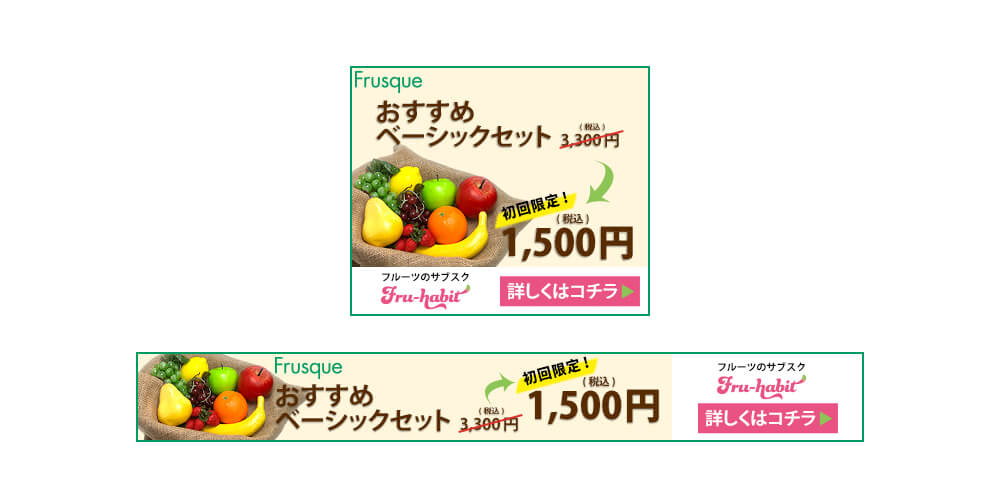 Frusque
おすすめ
ベーシックセット
(税込)
3,300円
初回限定!
(税込)
1,500円
フルーツのサブスク
Fru-habit
詳しくはコチラ
Frusque
おすすめ
ベーシックセット
(税込)
3,300円
初回限定!
(税込)
1,500円
フルーツのサブスク
Fru-habit
詳しくはコチラ